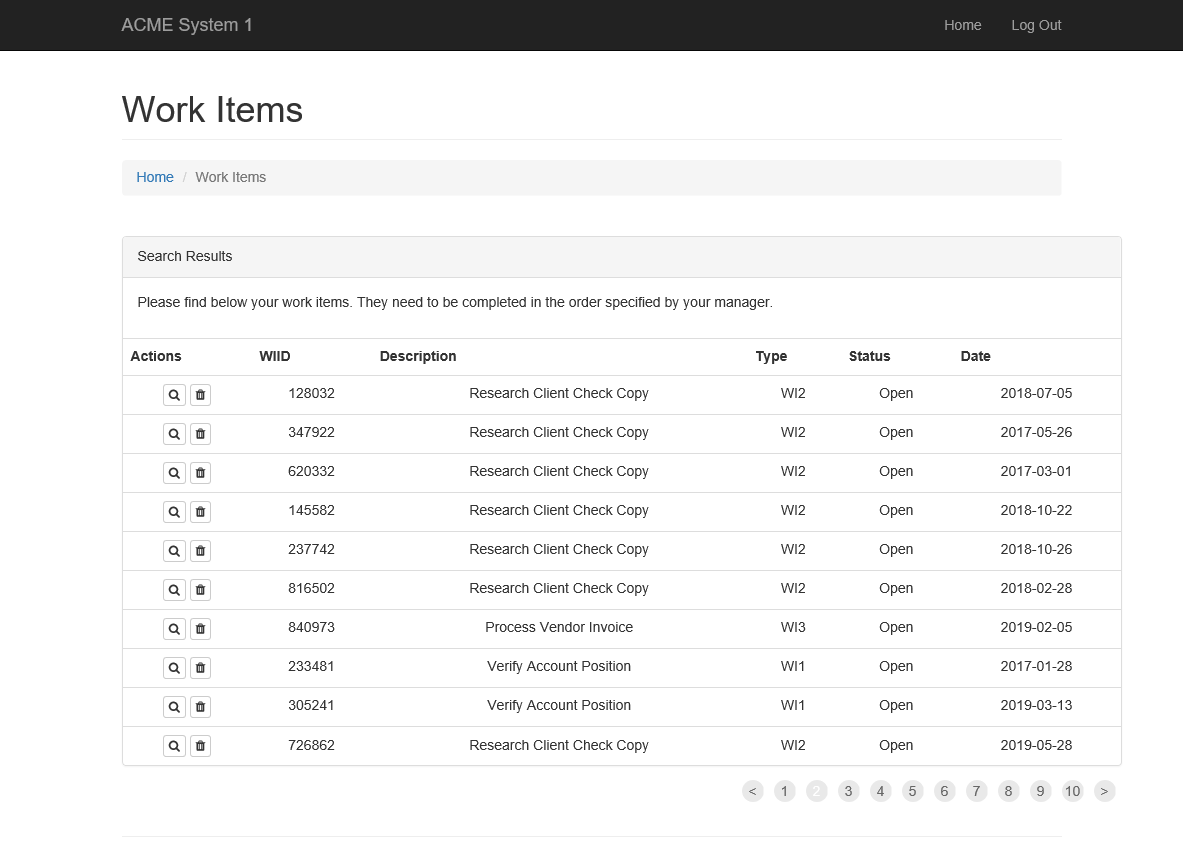 ACME System 1 Home Log Out
Work Items
Home / Work Items
Search Results
Please find below your work items. They need to be completed in the order specified by your manager.
Actions WIID Description Type Status Date
128032 Research Client Check Copy WI2 Open 2018-07-05
347922 Research Client Check Copy WI2 Open 2017-05-26
620332 Research Client Check Copy WI2 Open 2017-03-01
145582 Research Client Check Copy WI2 Open 2018-10-22
237742 Research Client Check Copy WI2 Open 2018-10-26
816502 Research Client Check Copy WI2 Open 2018-02-28
840973 Process Vendor Invoice WI3 Open 2019-02-05
233481 Verify Account Position WI1 Open 2017-01-28
305241 Verify Account Position WI1 Open 2019-03-13
726862 Research Client Check Copy WI2 Open 2019-05-28
< 1 2 3 4 5 6 7 8 9 10 >